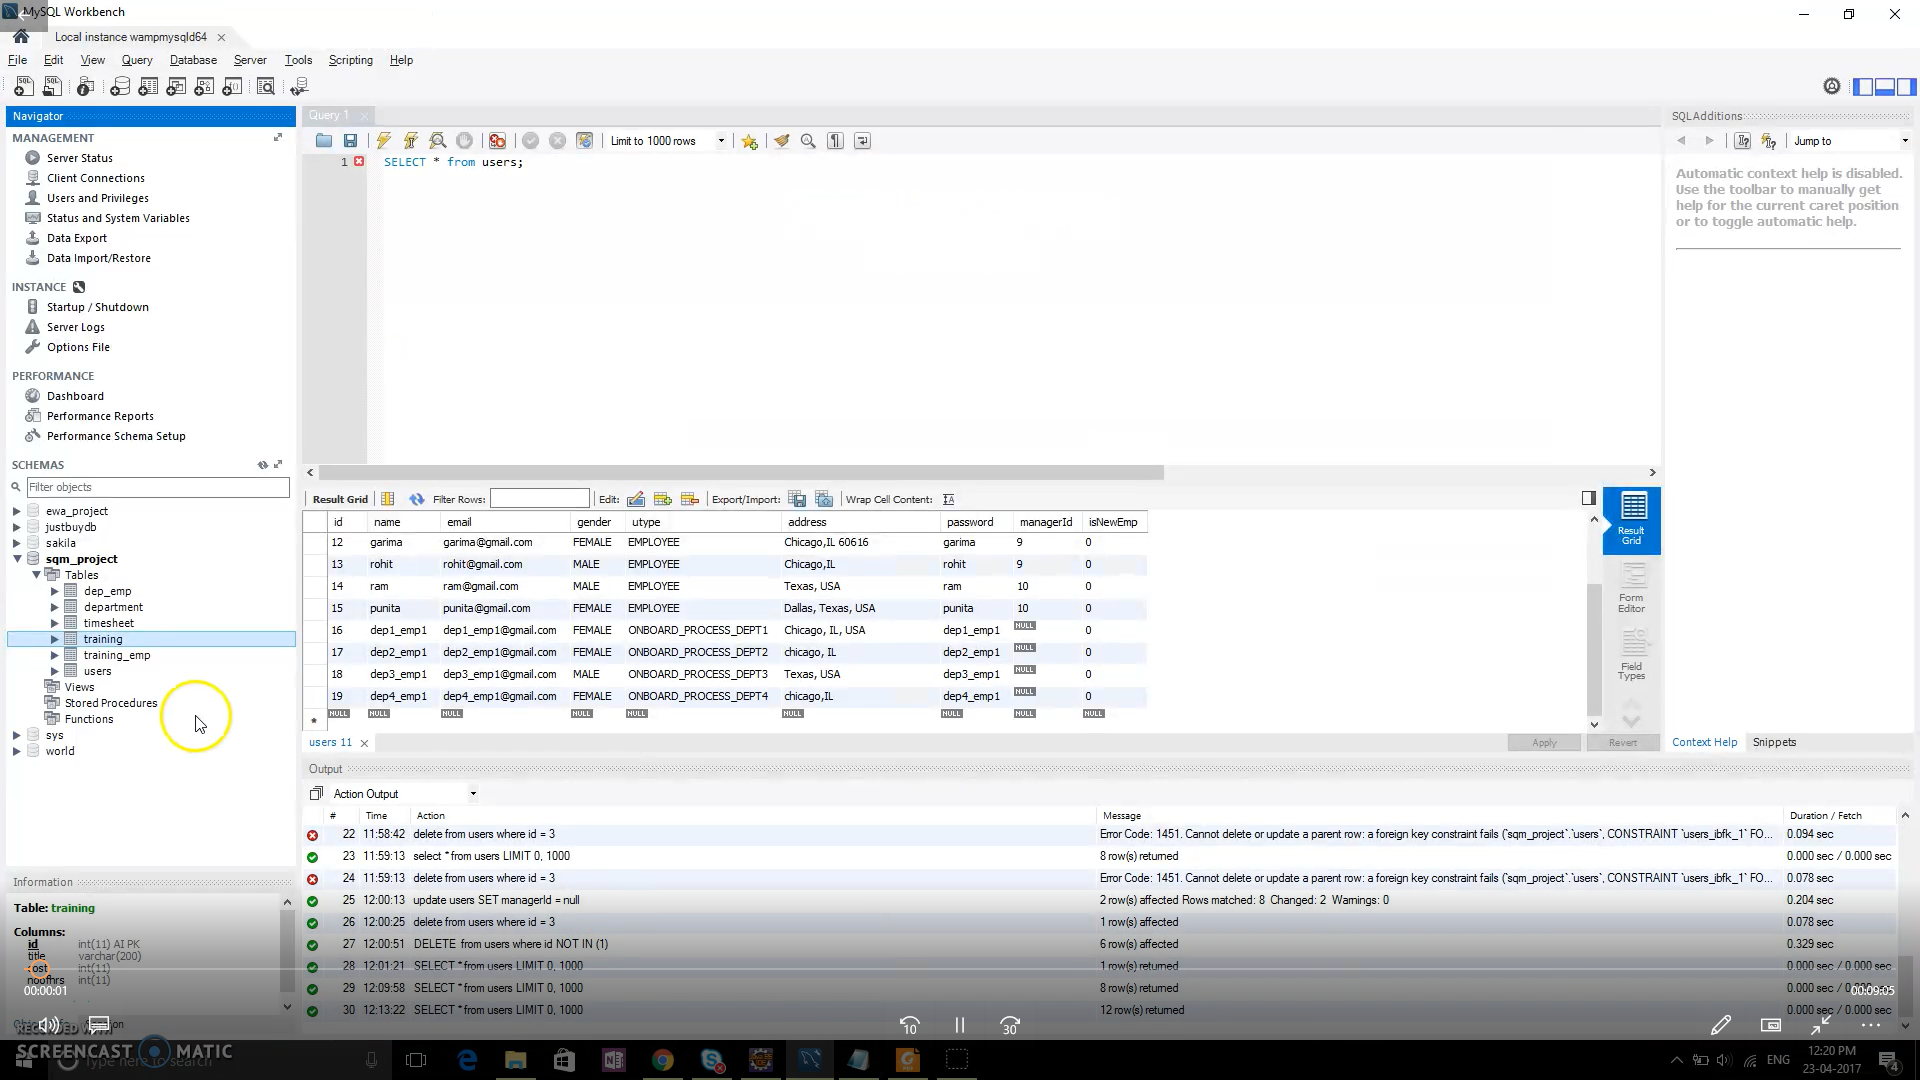 MySQL Workbench
Local instance wampmysqld64
File Edit View Query Database Server Tools Scripting Help
Navigator
MANAGEMENT
Server Status
Client Connections
Users and Privileges
Status and System Variables
Data Export
Data Import/Restore
INSTANCE
Startup / Shutdown
Server Logs
Options File
PERFORMANCE
Dashboard
Performance Reports
Performance Schema Setup
SCHEMAS
Filter objects
ewa_project
justbuydb
sakila
sqm_project
Tables
dep_emp
department
timesheet
training
training_emp
users
Views
Stored Procedures
Functions
sys
world
Information
Table: training
Columns:
id int(11) AI PK
title varchar(200)
cost int(11)
noofhrs int(11)
Query 1
Limit to 1000 rows
1 SELECT * from users;
Result Grid Filter Rows: Edit: Export/Import: Wrap Cell Content:
id name email gender utype address password managerId isNewEmp
12 garima garima@gmail.com FEMALE EMPLOYEE Chicago,IL 60616 garima 9 0
13 rohit rohit@gmail.com MALE EMPLOYEE Chicago,IL rohit 9 0
14 ram ram@gmail.com MALE EMPLOYEE Texas, USA ram 10 0
15 punita punita@gmail.com FEMALE EMPLOYEE Dallas, Texas, USA punita 10 0
16 dep1_emp1 dep1_emp1@gmail.com FEMALE ONBOARD_PROCESS_DEPT1 Chicago, IL, USA dep1_emp1 NULL 0
17 dep2_emp1 dep2_emp1@gmail.com FEMALE ONBOARD_PROCESS_DEPT2 chicago, IL dep2_emp1 NULL 0
18 dep3_emp1 dep3_emp1@gmail.com MALE ONBOARD_PROCESS_DEPT3 Texas, USA dep3_emp1 NULL 0
19 dep4_emp1 dep4_emp1@gmail.com FEMALE ONBOARD_PROCESS_DEPT4 chicago,IL dep4_emp1 NULL 0
* NULL NULL NULL NULL NULL NULL NULL NULL NULL
Result Grid
Form Editor
Field Types
users 11
Apply Revert
SQLAdditions
Jump to
Automatic context help is disabled.
Use the toolbar to manually get
help for the current caret position
or to toggle automatic help.
Context Help Snippets
Output
Action Output
# Time Action Message Duration / Fetch
22 11:58:42 delete from users where id = 3 Error Code: 1451. Cannot delete or update a parent row: a foreign key constraint fails (`sqm_project`.`users`, CONSTRAINT `users_ibfk_1` FO... 0.094 sec
23 11:59:13 select * from users LIMIT 0, 1000 8 row(s) returned 0.000 sec / 0.000 sec
24 11:59:13 delete from users where id = 3 Error Code: 1451. Cannot delete or update a parent row: a foreign key constraint fails (`sqm_project`.`users`, CONSTRAINT `users_ibfk_1` FO... 0.078 sec
25 12:00:13 update users SET managerId = null 2 row(s) affected Rows matched: 8 Changed: 2 Warnings: 0 0.204 sec
26 12:00:25 delete from users where id = 3 1 row(s) affected 0.078 sec
27 12:00:51 DELETE from users where id NOT IN (1) 6 row(s) affected 0.329 sec
28 12:01:21 SELECT * from users LIMIT 0, 1000 1 row(s) returned 0.000 sec / 0.000 sec
29 12:09:58 SELECT * from users LIMIT 0, 1000 8 row(s) returned 0.000 sec / 0.000 sec
30 12:13:22 SELECT * from users LIMIT 0, 1000 12 row(s) returned 0.000 sec / 0.000 sec
00:00:01
00:09:05
10
30
RECORDED WITH
SCREENCAST MATIC
Type here to search
ENG
12:20 PM
23-04-2017
4